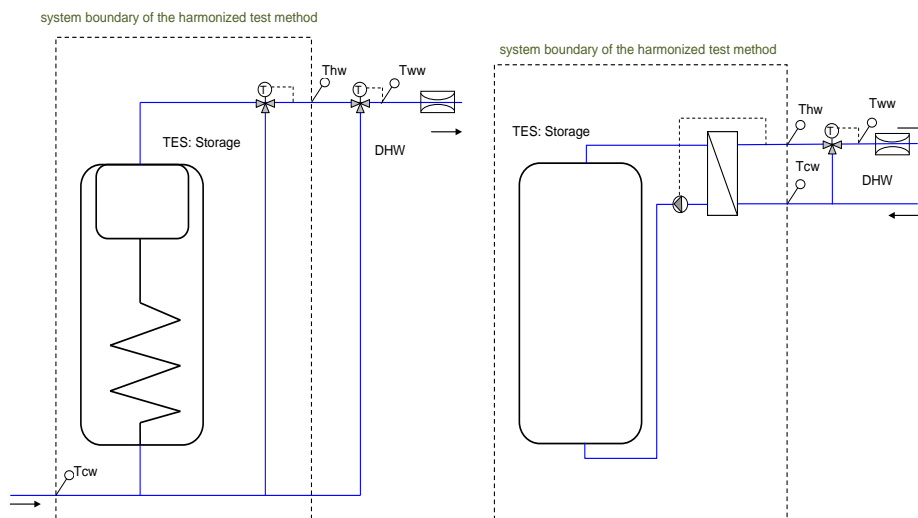 system boundary of the harmonized test method
Thw
Tww
T
T
TES: Storage
DHW
Tcw
system boundary of the harmonized test method
TES: Storage
Thw
Tww
T
Tcw
DHW